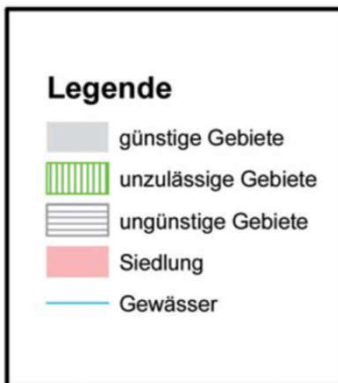 Legende
günstige Gebiete
unzulässige Gebiete
ungünstige Gebiete
Siedlung
Gewässer